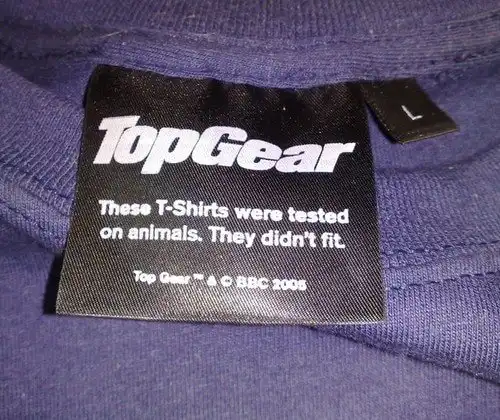 TopGear
L
These T-Shirts were tested
on animals. They didn't fit.
Top Gear™ & © BBC 2005